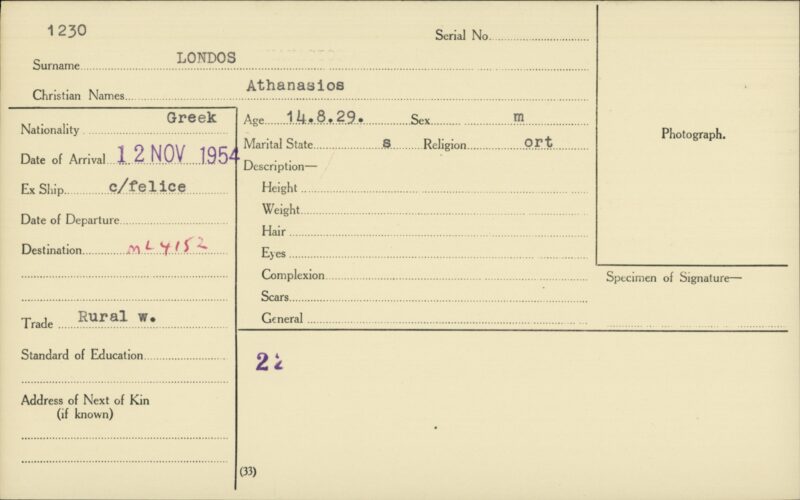 1230
Serial No.
Surname LONDOS
Christian Names Athanasios
Nationality Greek
Date of Arrival 12 NOV 1954
Ex Ship c/felice
Date of Departure
Destination ML4152
Trade Rural w.
Standard of Education
Address of Next of Kin
(if known)
Age 14.8.29. Sex m
Marital State s Religion ort
Description—
Height
Weight
Hair
Eyes
Complexion
Scars
General
Photograph.
Specimen of Signature—
(33)